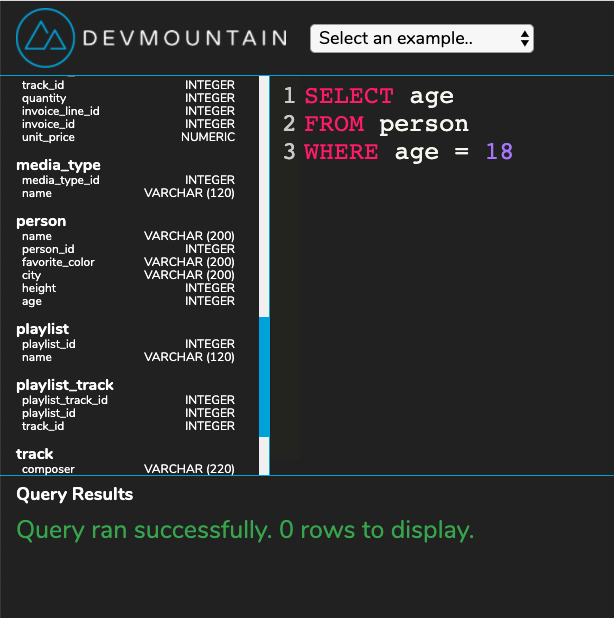 DEVMOUNTAIN
Select an example..
track_id INTEGER
quantity INTEGER
invoice_line_id INTEGER
invoice_id INTEGER
unit_price NUMERIC
media_type
media_type_id INTEGER
name VARCHAR (120)
person
name VARCHAR (200)
person_id INTEGER
favorite_color VARCHAR (200)
city VARCHAR (200)
height INTEGER
age INTEGER
playlist
playlist_id INTEGER
name VARCHAR (120)
playlist_track
playlist_track_id INTEGER
playlist_id INTEGER
track_id INTEGER
track
composer VARCHAR (220)
1 SELECT age
2 FROM person
3 WHERE age = 18
Query Results
Query ran successfully. 0 rows to display.